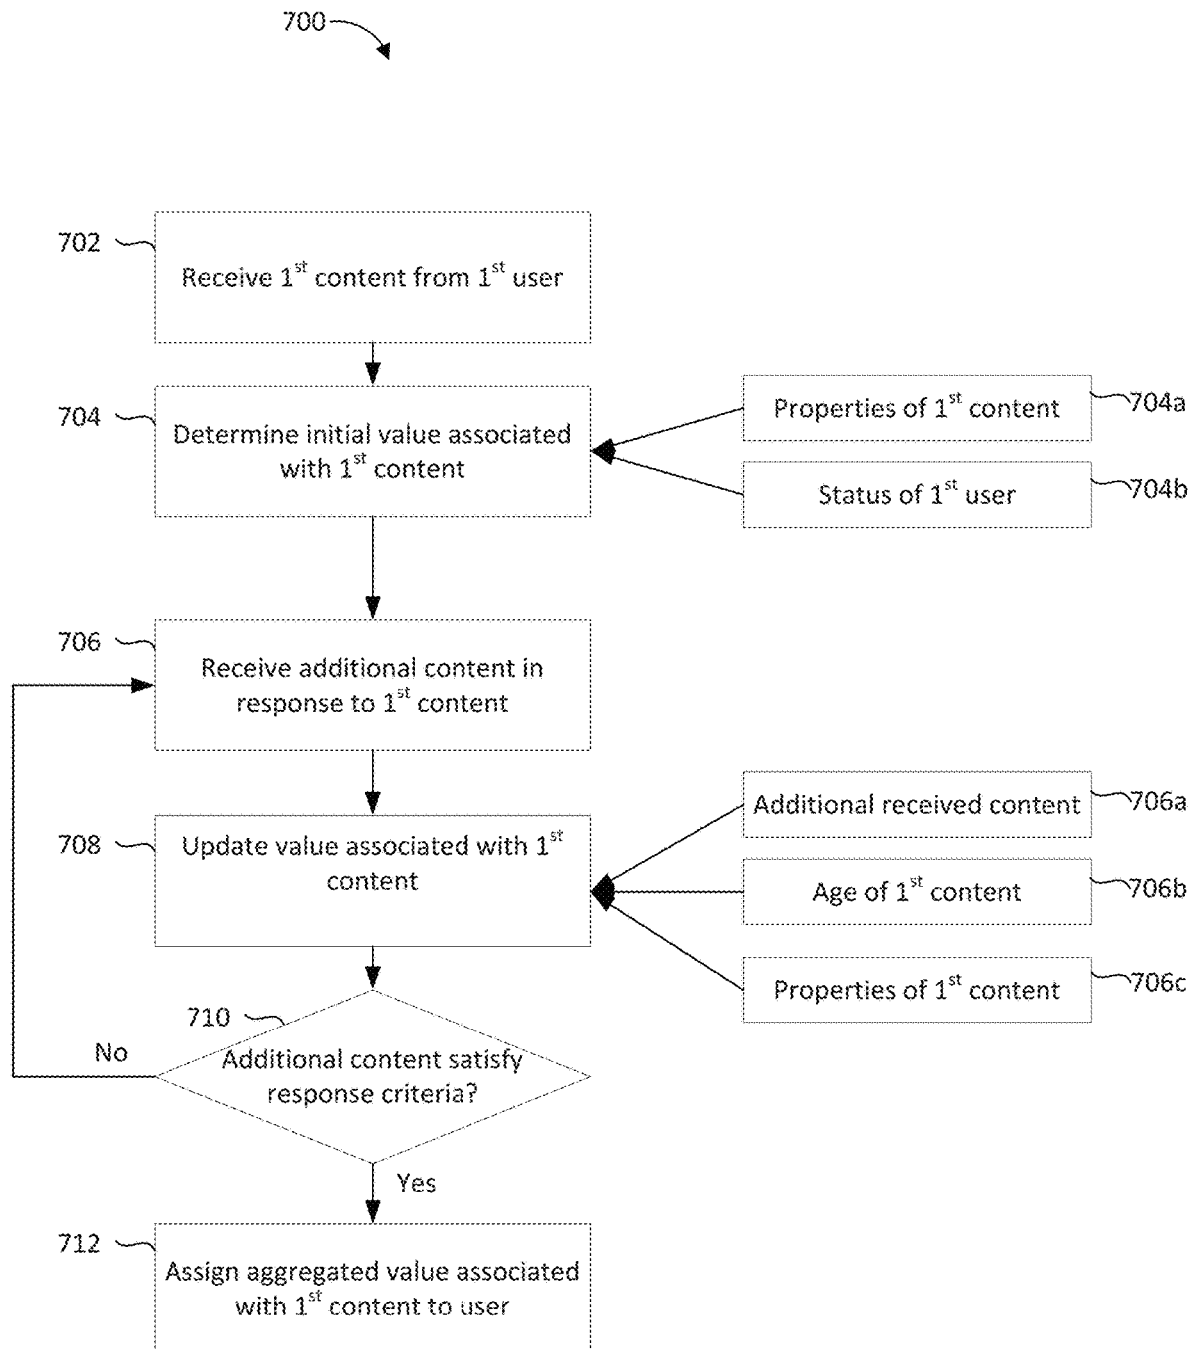 700
702
Receive 1st content from 1st user
704
Determine initial value associated
with 1st content
Properties of 1st content
704a
Status of 1st user
704b
706
Receive additional content in
response to 1st content
708
Update value associated with 1st
content
Additional received content
706a
Age of 1st content
706b
Properties of 1st content
706c
710
No
Additional content satisfy
response criteria?
Yes
712
Assign aggregated value associated
with 1st content to user